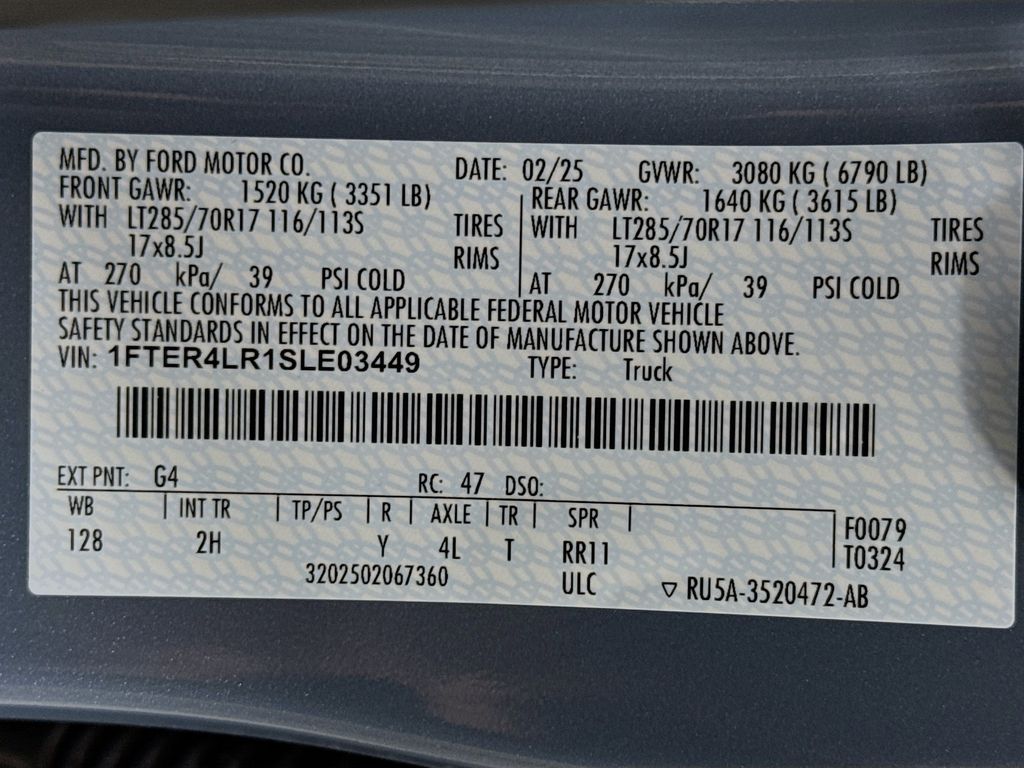 MFD. BY FORD MOTOR CO. DATE: 02/25 GVWR: 3080 KG ( 6790 LB)
FRONT GAWR: 1520 KG ( 3351 LB) REAR GAWR: 1640 KG ( 3615 LB)
WITH LT285/70R17 116/113S TIRES WITH LT285/70R17 116/113S TIRES
17x8.5J RIMS 17x8.5J RIMS
AT 270 kPa/ 39 PSI COLD AT 270 kPa/ 39 PSI COLD
THIS VEHICLE CONFORMS TO ALL APPLICABLE FEDERAL MOTOR VEHICLE
SAFETY STANDARDS IN EFFECT ON THE DATE OF MANUFACTURE SHOWN ABOVE.
VIN: 1FTER4LR1SLE03449 TYPE: Truck
EXT PNT: G4 RC: 47 DSO:
WB INT TR TP/PS R AXLE TR SPR F0079
128 2H Y 4L T RR11 T0324
3202502067360 ULC ▽ RU5A-3520472-AB